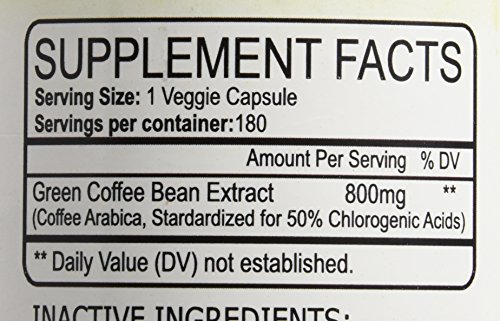 SUPPLEMENT FACTS
Serving Size: 1 Veggie Capsule
Servings per container:180
Amount Per Serving % DV
Green Coffee Bean Extract 800mg **
(Coffee Arabica, Stardardized for 50% Chlorogenic Acids)
** Daily Value (DV) not established.
INACTIVE INGREDIENTS: